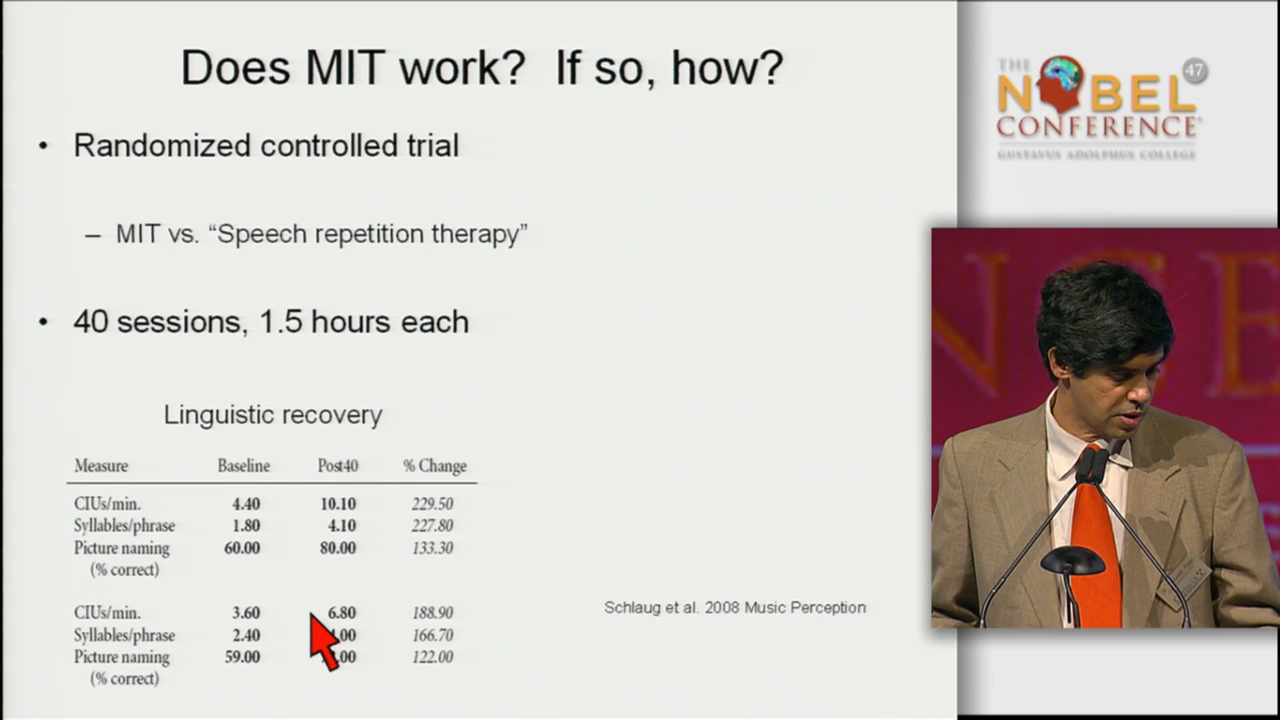 Does MIT work? If so, how?
• Randomized controlled trial
– MIT vs. “Speech repetition therapy”
• 40 sessions, 1.5 hours each
Linguistic recovery
Measure Baseline Post40 % Change
CIUs/min. 4.40 10.10 229.50
Syllables/phrase 1.80 4.10 227.80
Picture naming 60.00 80.00 133.30
(% correct)
CIUs/min. 3.60 6.80 188.90
Syllables/phrase 2.40 .00 166.70
Picture naming 59.00 .00 122.00
(% correct)
Schlaug et al. 2008 Music Perception
THE
NOBEL 47
CONFERENCE
GUSTAVUS ADOLPHUS COLLEGE